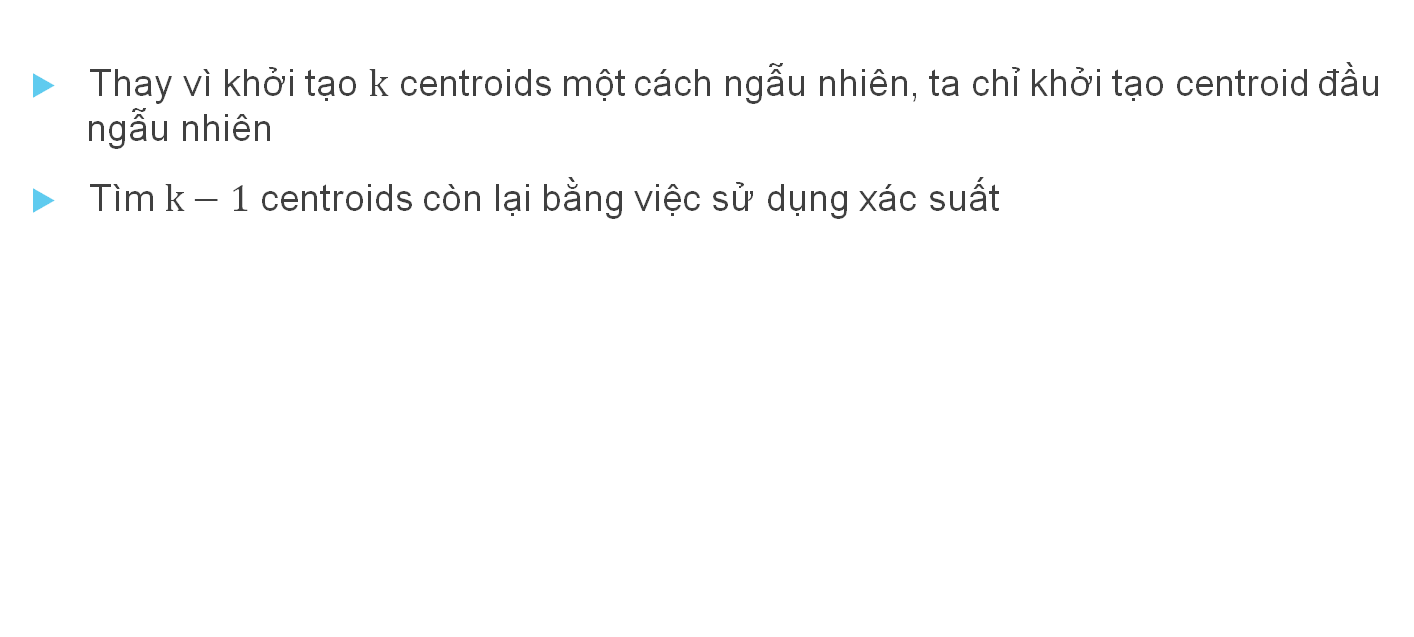 Thay vì khởi tạo k centroids một cách ngẫu nhiên, ta chỉ khởi tạo centroid đầu
ngẫu nhiên
Tìm k − 1 centroids còn lại bằng việc sử dụng xác suất